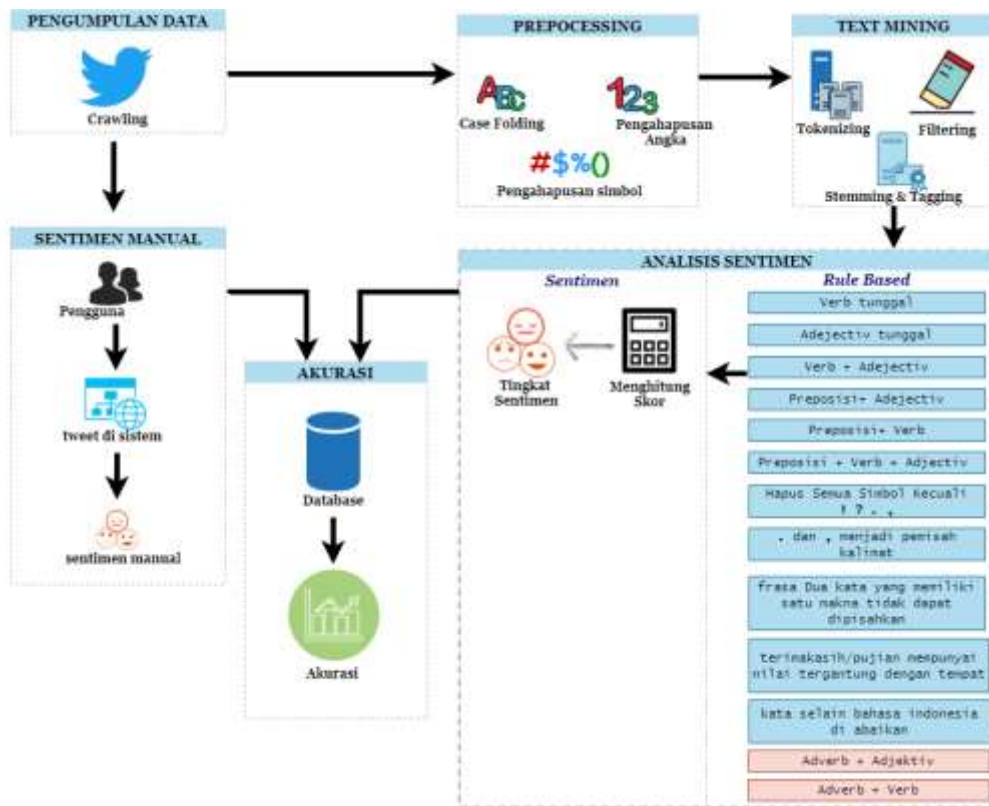 PENGUMPULAN DATA
Crawling
PREPOCESSING
ABC
Case Folding
123
Pengahapusan
Angka
#$%()
Pengahapusan simbol
TEXT MINING
Tokenizing
Filtering
Stemming & Tagging
SENTIMEN MANUAL
Pengguna
tweet di sistem
sentimen manual
AKURASI
Database
Akurasi
ANALISIS SENTIMEN
Sentimen
Tingkat
Sentimen
Menghitung
Skor
Rule Based
Verb tunggal
Adejectiv tunggal
Verb + Adejectiv
Preposisi+ Adejectiv
Preposisi+ Verb
Preposisi + Verb + Adjectiv
Hapus Semua Simbol Kecuali
! ? . ,
. dan , menjadi pemisah
kalimat
frasa Dua kata yang memiliki
satu makna tidak dapat
dipisahkan
terimakasih/pujian mempunyai
nilai tergantung dengan tempat
kata selain bahasa indonesia
di abaikan
Adverb + Adjektiv
Adverb + Verb